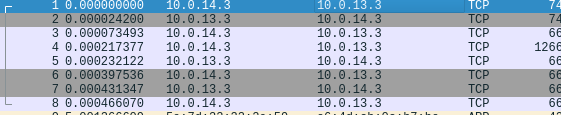 1 0.000000000 10.0.14.3 10.0.13.3 TCP 74
2 0.000024200 10.0.13.3 10.0.14.3 TCP 74
3 0.000073493 10.0.14.3 10.0.13.3 TCP 66
4 0.000217377 10.0.14.3 10.0.13.3 TCP 1266
5 0.000232122 10.0.13.3 10.0.14.3 TCP 66
6 0.000397536 10.0.13.3 10.0.14.3 TCP 66
7 0.000431347 10.0.14.3 10.0.13.3 TCP 66
8 0.000466070 10.0.13.3 10.0.14.3 TCP 66